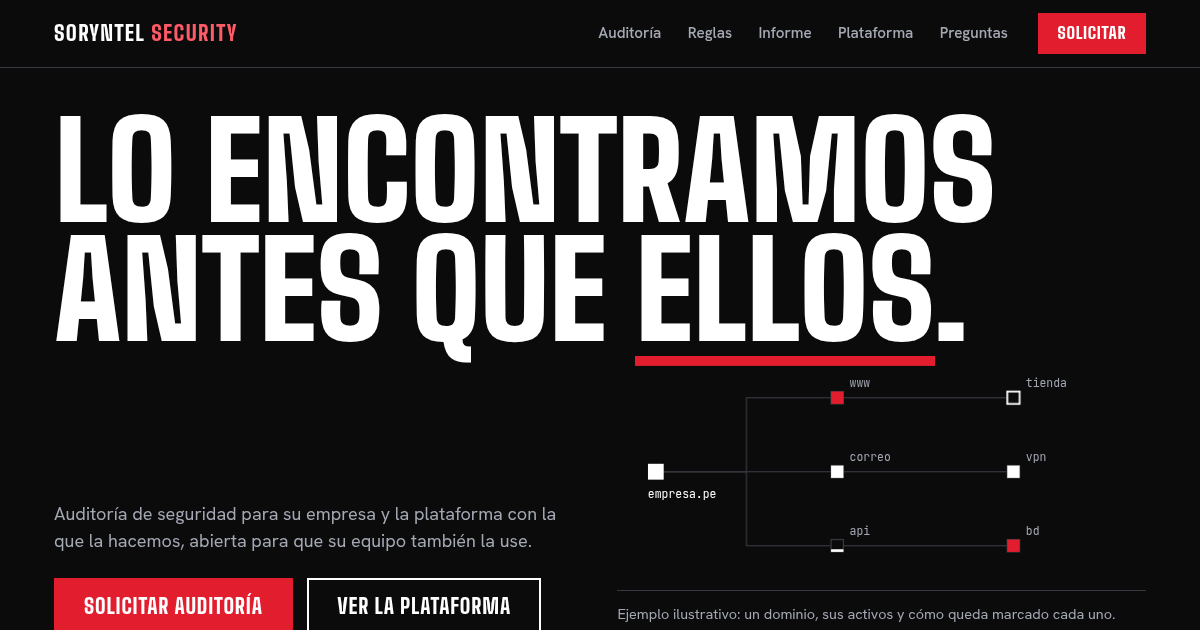 SORYNTEL SECURITY
Auditoría Reglas Informe Plataforma Preguntas SOLICITAR
LO ENCONTRAMOS
ANTES QUE ELLOS.
www tienda
correo vpn
empresa.pe
api bd
Auditoría de seguridad para su empresa y la plataforma con la
que la hacemos, abierta para que su equipo también la use.
SOLICITAR AUDITORÍA VER LA PLATAFORMA
Ejemplo ilustrativo: un dominio, sus activos y cómo queda marcado cada uno.